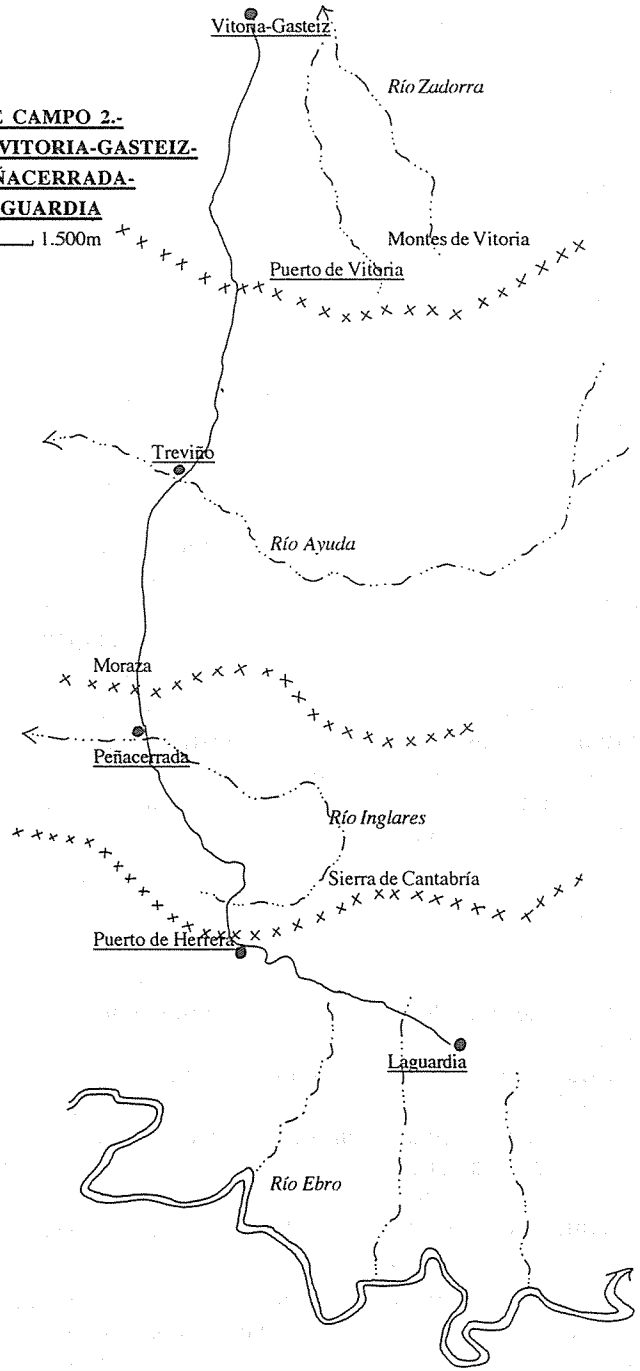 Vitoria-Gasteiz
Río Zadorra
E CAMPO 2.-
VITORIA-GASTEIZ-
ÑACERRADA-
GUARDIA
1.500m
Montes de Vitoria
Puerto de Vitoria
Treviño
Río Ayuda
Moraza
Peñacerrada
Río Inglares
Sierra de Cantabría
Puerto de Herrera
Laguardia
Río Ebro